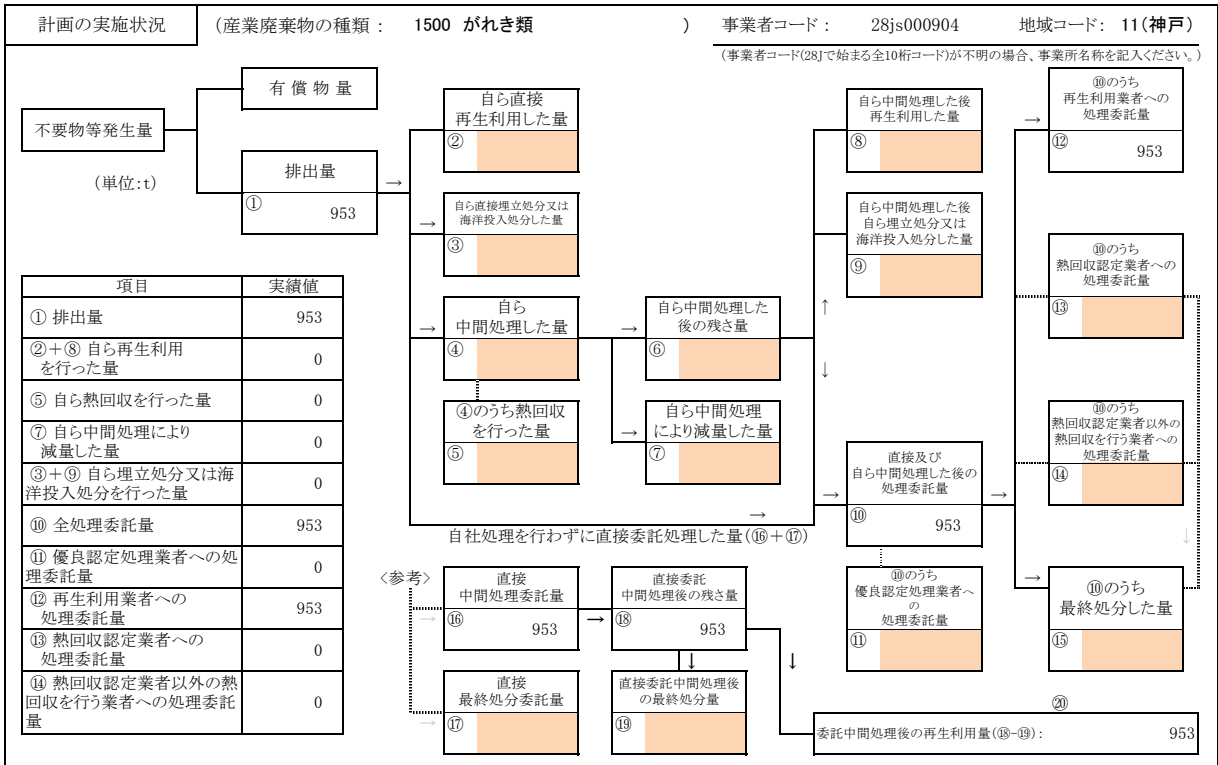 計画の実施状況
(産業廃棄物の種類： 1500 がれき類 )
事業者コード： 28js000904
地域コード： 11(神戸)
(事業者コード(28Jで始まる全10桁コード)が不明の場合、事業所名称を記入ください。)
不要物等発生量
(単位:t)
有 償 物 量
排出量
→
① 953
自ら直接
再生利用した量
②
→
自ら直接埋立処分又は
海洋投入処分した量
③
→
自ら
中間処理した量
④
④のうち熱回収
を行った量
⑤
→
自ら中間処理した
後の残さ量
⑥
→
自ら中間処理
により減量した量
⑦
自ら中間処理した後
再生利用した量
⑧
自ら中間処理した後
自ら埋立処分又は
海洋投入処分した量
⑨
↑
↓
→
自社処理を行わずに直接委託処理した量(⑯＋⑰)
→
直接及び
自ら中間処理した後の
処理委託量
→
⑩ 953
⑩のうち
優良認定処理業者へ
の
処理委託量
⑪
→
⑩のうち
再生利用業者への
処理委託量
⑫ 953
⑩のうち
熱回収認定業者への
処理委託量
⑬
⑩のうち
熱回収認定業者以外の
熱回収を行う業者への
処理委託量
⑭
↓
→
⑩のうち
最終処分した量
⑮
項目 実績値
① 排出量 953
②＋⑧ 自ら再生利用
を行った量 0
⑤ 自ら熱回収を行った量 0
⑦ 自ら中間処理により
減量した量 0
③＋⑨ 自ら埋立処分又は海
洋投入処分を行った量 0
⑩ 全処理委託量 953
⑪ 優良認定処理業者への処
理委託量 0
⑫ 再生利用業者への
処理委託量 953
⑬ 熱回収認定業者への
処理委託量 0
⑭ 熱回収認定業者以外の熱
回収を行う業者への処理委託
量 0
〈参考〉
→
直接
中間処理委託量
⑯ 953
→
直接委託
中間処理後の残さ量
⑱ 953
→
直接
最終処分委託量
⑰
↓
直接委託中間処理後
の最終処分量
⑲
↓
⑳
委託中間処理後の再生利用量(⑱-⑲)： 953